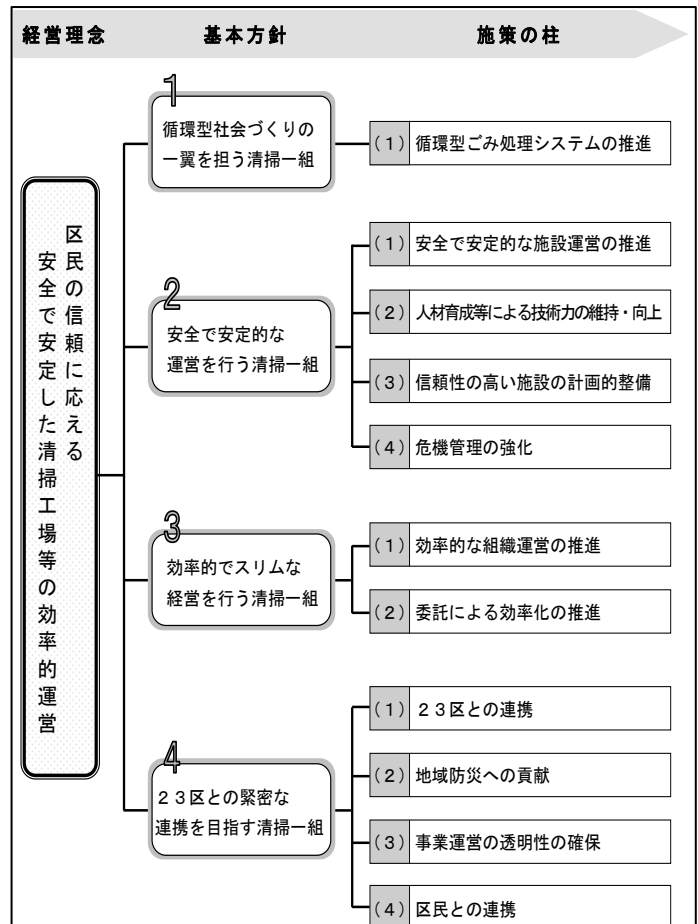 経営理念
基本方針
施策の柱
区民の信頼に応える
安全で安定した清掃工場等の効率的運営
1
循環型社会づくりの
一翼を担う清掃一組
(1) 循環型ごみ処理システムの推進
2
安全で安定的な
運営を行う清掃一組
(1) 安全で安定的な施設運営の推進
(2) 人材育成等による技術力の維持・向上
(3) 信頼性の高い施設の計画的整備
(4) 危機管理の強化
3
効率的でスリムな
経営を行う清掃一組
(1) 効率的な組織運営の推進
(2) 委託による効率化の推進
4
23区との緊密な
連携を目指す清掃一組
(1) 23区との連携
(2) 地域防災への貢献
(3) 事業運営の透明性の確保
(4) 区民との連携